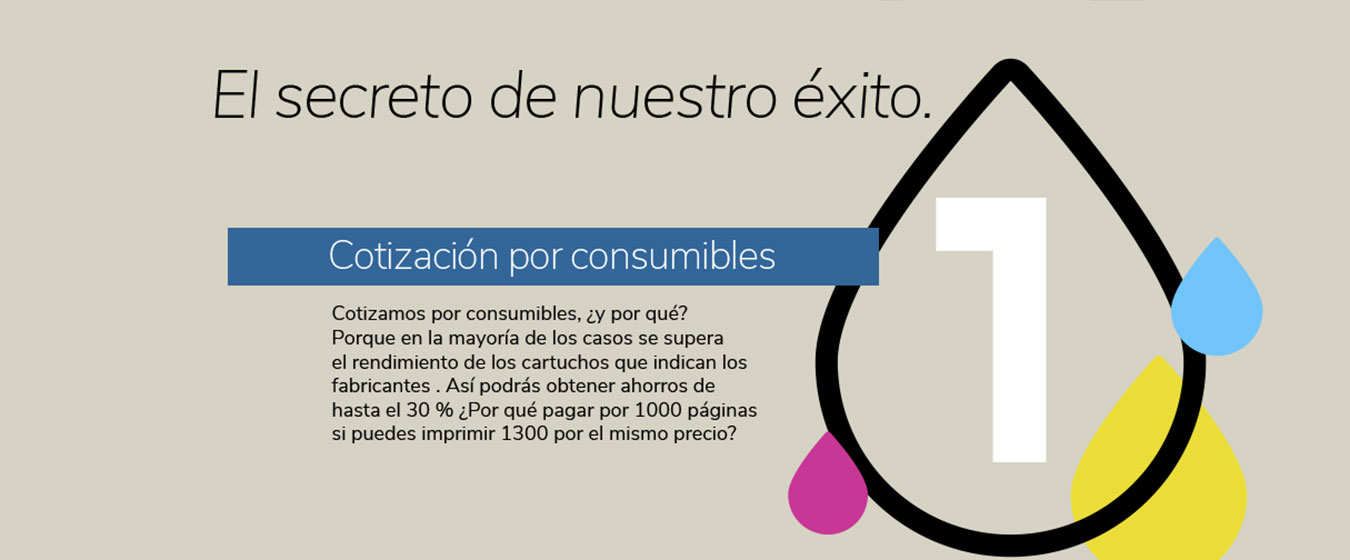 El secreto de nuestro éxito.
1
Cotización por consumibles
Cotizamos por consumibles, ¿y por qué?
Porque en la mayoría de los casos se supera
el rendimiento de los cartuchos que indican los
fabricantes . Así podrás obtener ahorros de
hasta el 30 % ¿Por qué pagar por 1000 páginas
si puedes imprimir 1300 por el mismo precio?